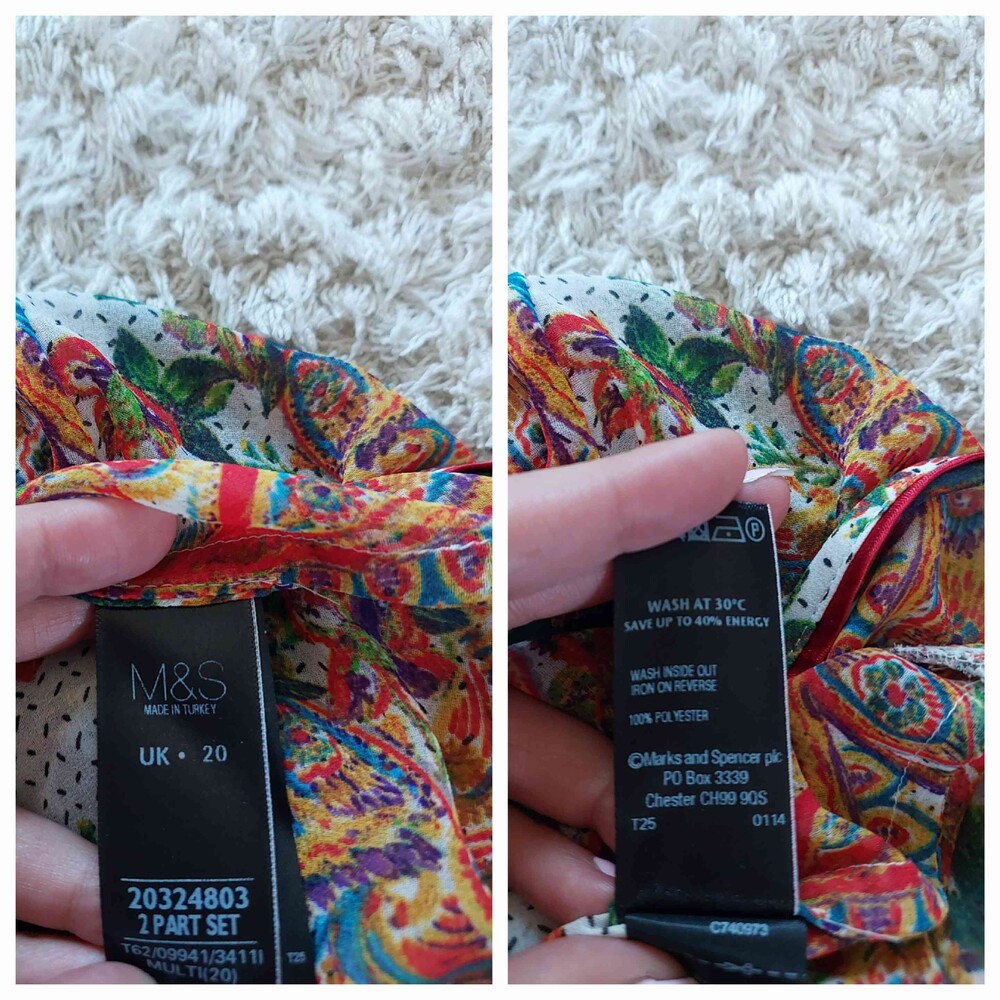 M&S
MADE IN TURKEY
UK • 20
20324803
2 PART SET
T62/09941/3411I
MULTI(20)
T25
P
WASH AT 30°C
SAVE UP TO 40% ENERGY
WASH INSIDE OUT
IRON ON REVERSE
100% POLYESTER
©Marks and Spencer plc
PO Box 3339
Chester CH99 9QS
T25 0114
C740973